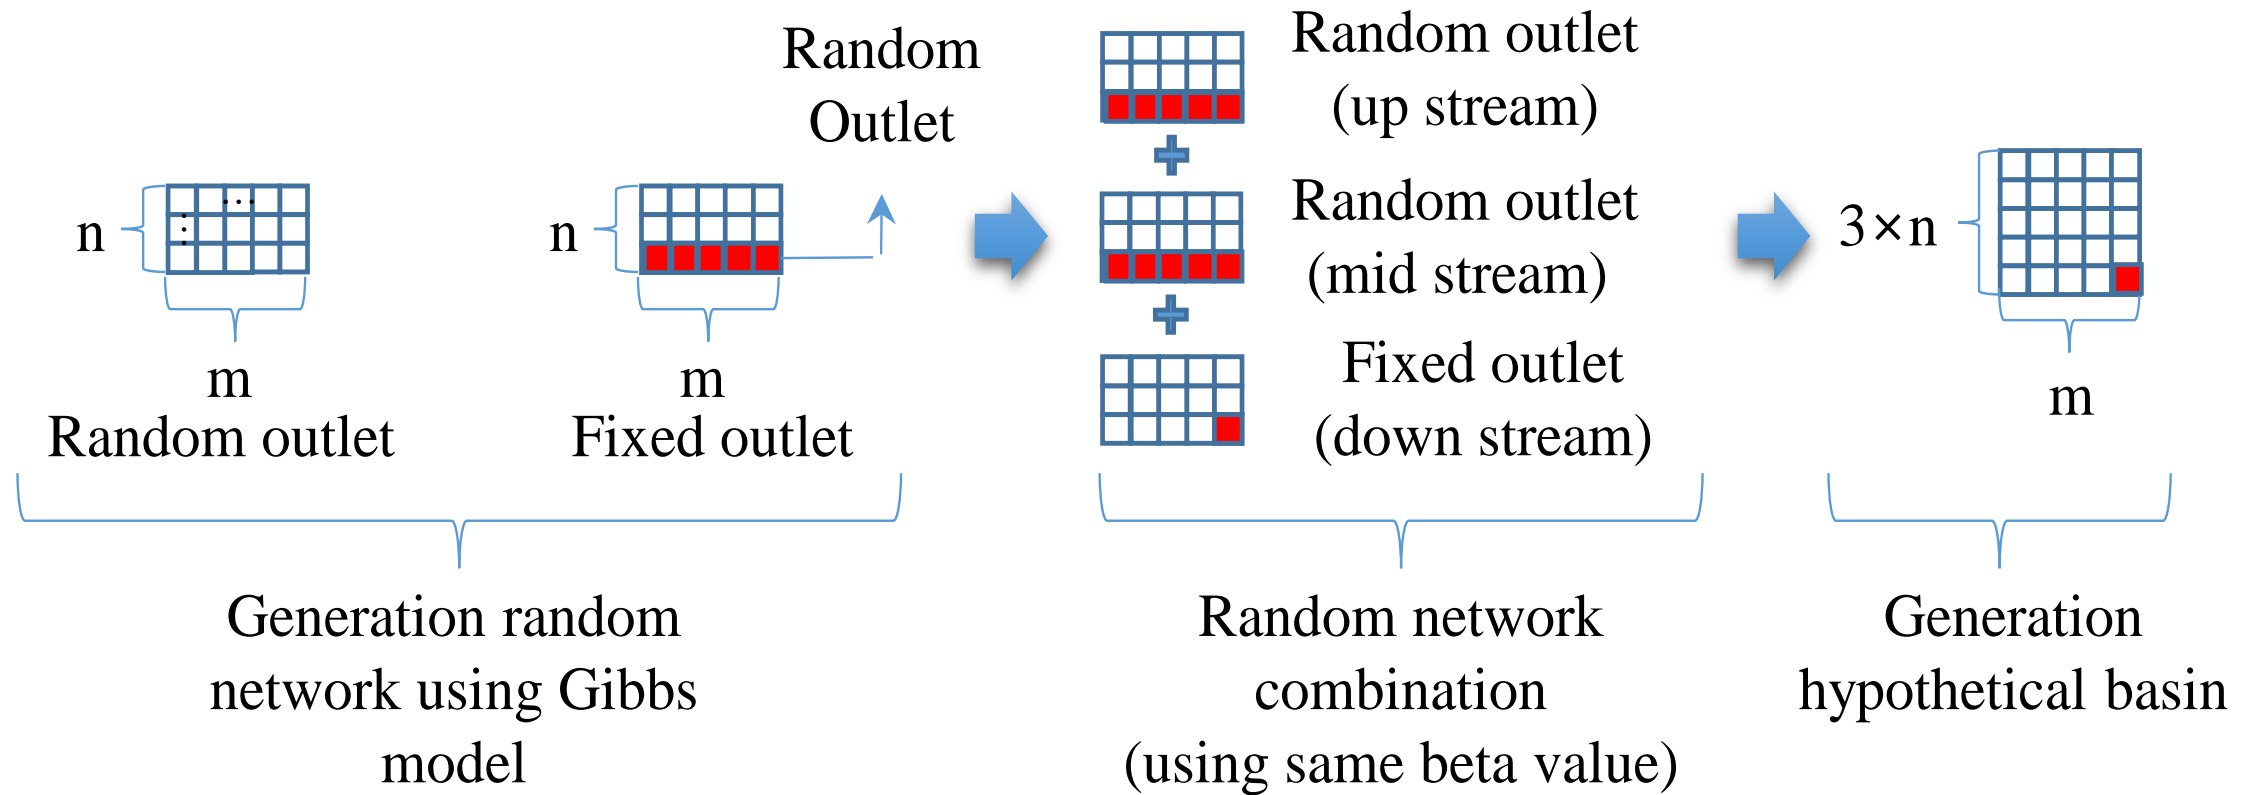 Random
Outlet
n
…
⋮
m
Random outlet
n
m
Fixed outlet
Generation random
network using Gibbs
model
Random outlet
(up stream)
Random outlet
(mid stream)
Fixed outlet
(down stream)
Random network
combination
(using same beta value)
3×n
m
Generation
hypothetical basin